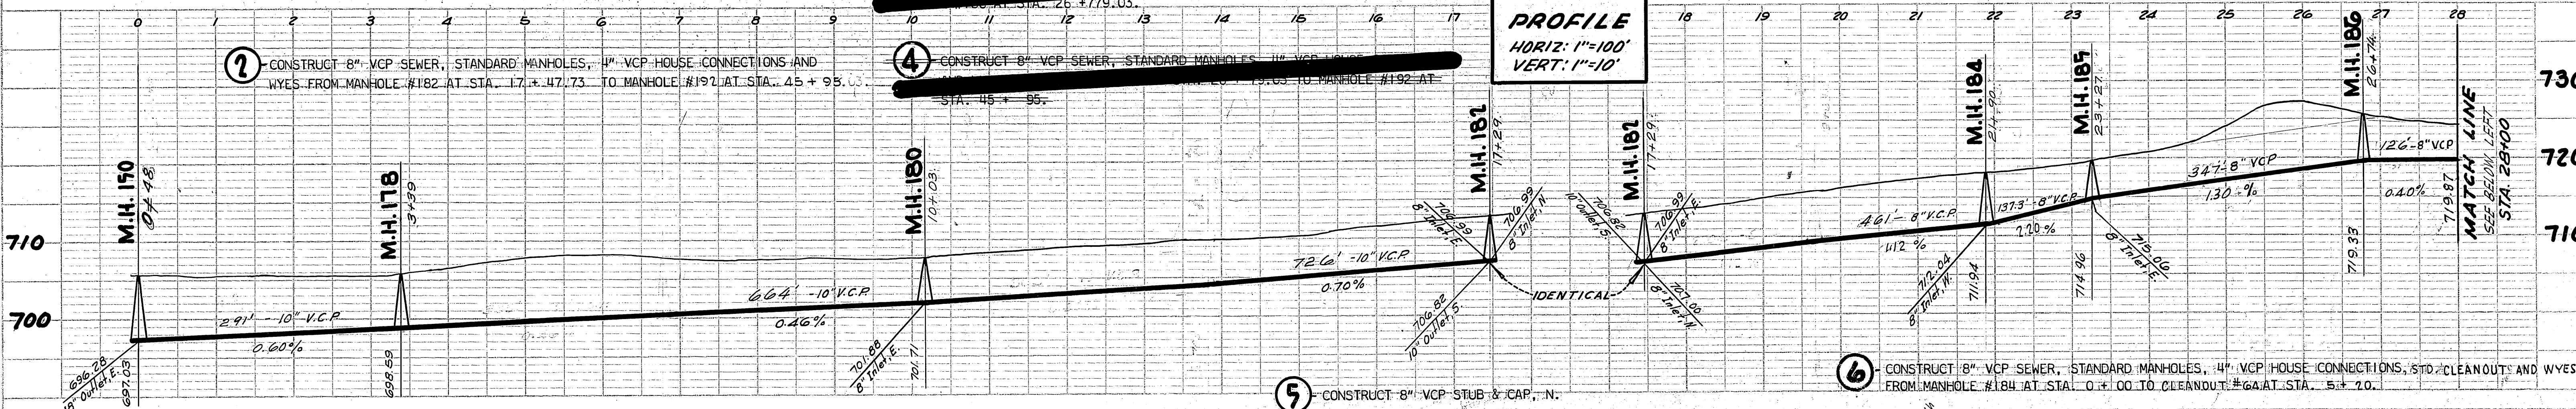 #186 AT STA. 26 +779.03.
0 1 2 3 4 5 6 7 8 9 10 11 12 13 14 15 16 17 18 19 20 21 22 23 24 25 26 27 28
PROFILE
HORIZ: 1"=100'
VERT: 1"=10'
2 CONSTRUCT 8" VCP SEWER, STANDARD MANHOLES, 4" VCP HOUSE CONNECTIONS AND
WYES FROM MANHOLE #182 AT STA. 17 + 47.73 TO MANHOLE #192 AT STA. 45 + 95.03.
4 CONSTRUCT 8" VCP SEWER, STANDARD MANHOLES, 4" VCP HOUSE
TO MANHOLE #192 AT
STA. 45 + 95.
M.H. 150
0+48
M.H. 178
3+39
M.H. 180
10+03
M.H. 182
17+29
M.H. 182
17+29
M.H. 184
21+90
M.H. 185
23+27
M.H. 186
26+74
MATCH LINE
SEE BELOW LEFT
STA. 28+00
730
720
710
710
700
291' - 10" V.C.P.
0.60%
664' - 10" V.C.P.
0.46%
726' - 10" V.C.P.
0.70%
461' - 8" V.C.P.
1.12 %
137.3' - 8" V.C.P.
2.20%
347' - 8" VCP
1.30 %
126' - 8" VCP
0.40%
696.28
18" Outlet, E.
697.03
698.59
701.88
8" Inlet, E.
701.71
706.99
8" Inlet, E
706.99
8" Inlet, N
706.82
10" Outlet, S.
IDENTICAL
706.82
10" Outlet, S.
706.99
8" Inlet, E.
707.00
8" Inlet, N.
712.04
8" Inlet, W.
711.94
714.96
715.06
8" Inlet, E.
719.33
719.87
5 CONSTRUCT 8" VCP STUB & CAP, N.
6 CONSTRUCT 8" VCP SEWER, STANDARD MANHOLES, 4" VCP HOUSE CONNECTIONS, STD. CLEANOUT AND WYES
FROM MANHOLE #184 AT STA. 0 + 00 TO CLEANOUT #64 AT STA. 5 + 20.